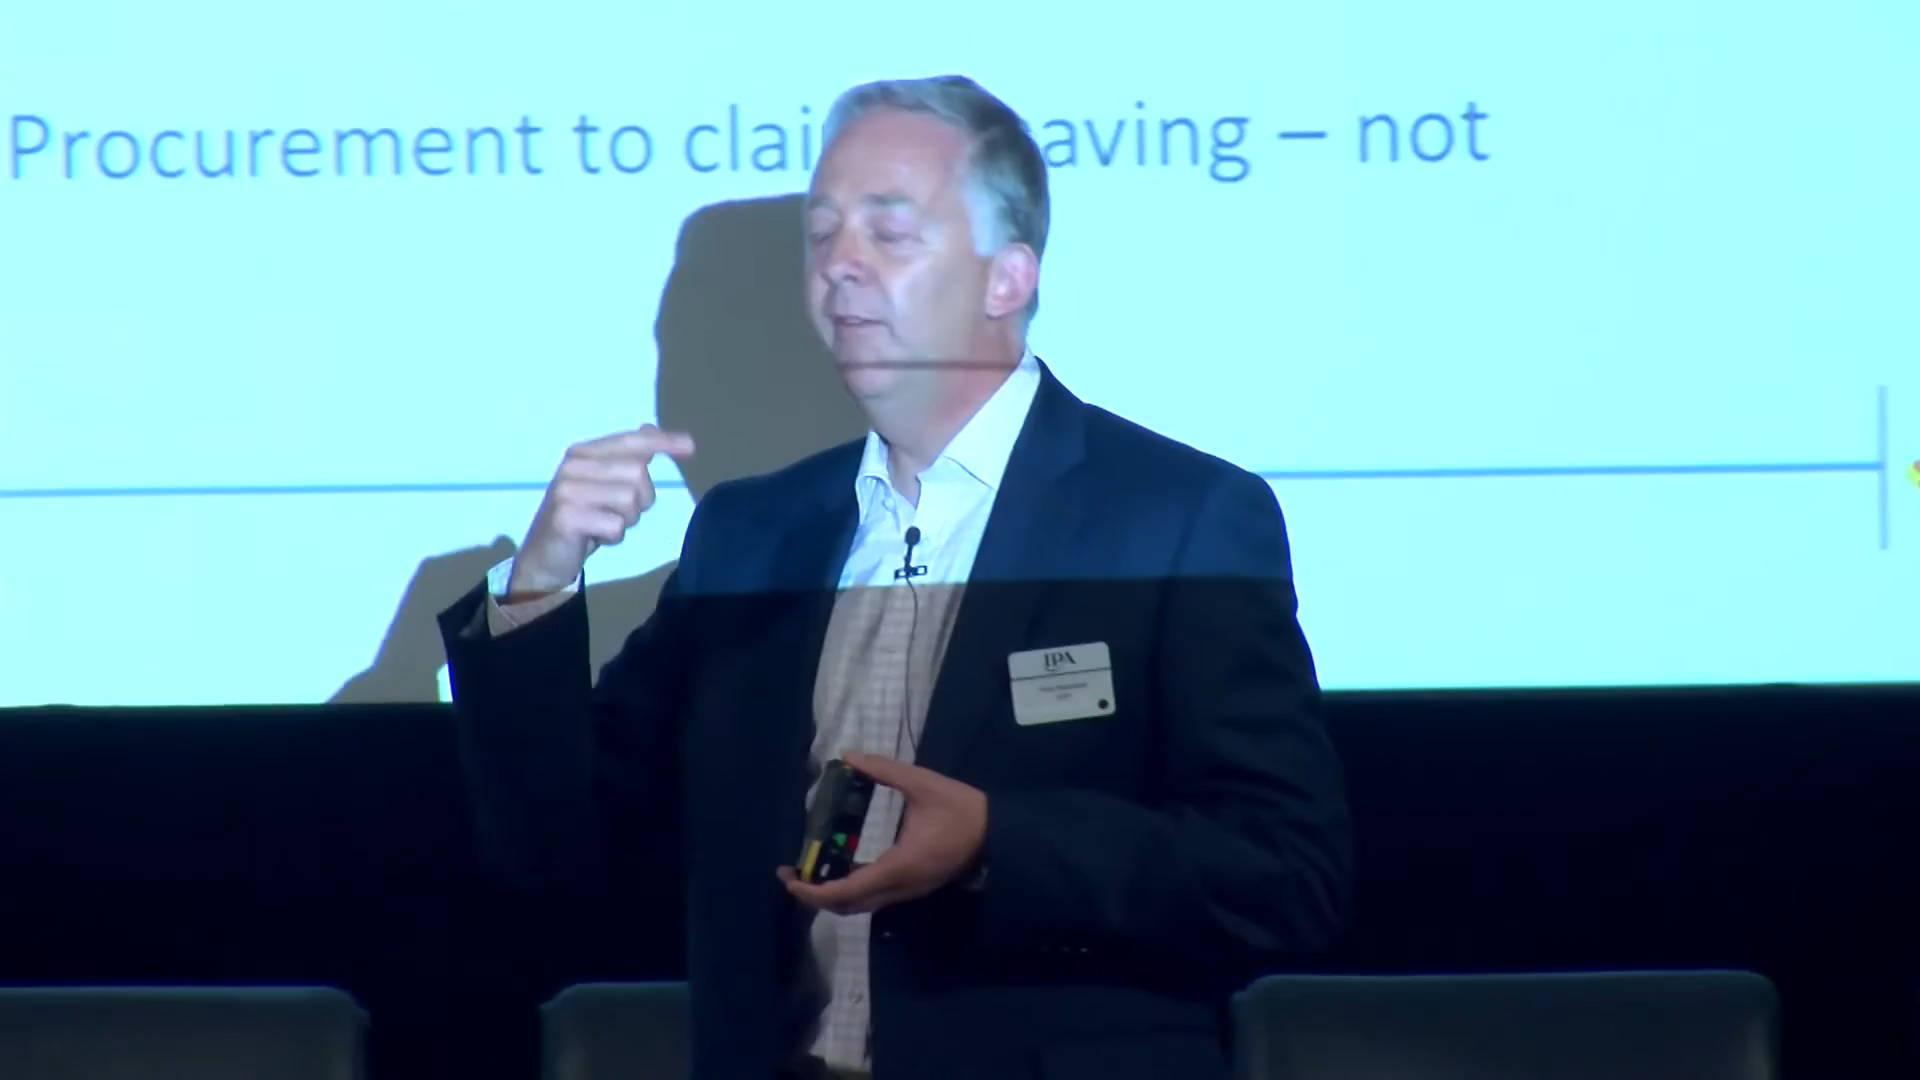 Procurement to clai aving – not
IPA